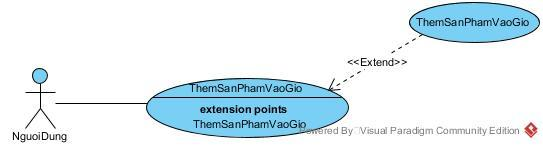 ThemSanPhamVaoGio
<<Extend>>
ThemSanPhamVaoGio
extension points
ThemSanPhamVaoGio
NguoiDung
Powered By Visual Paradigm Community Edition